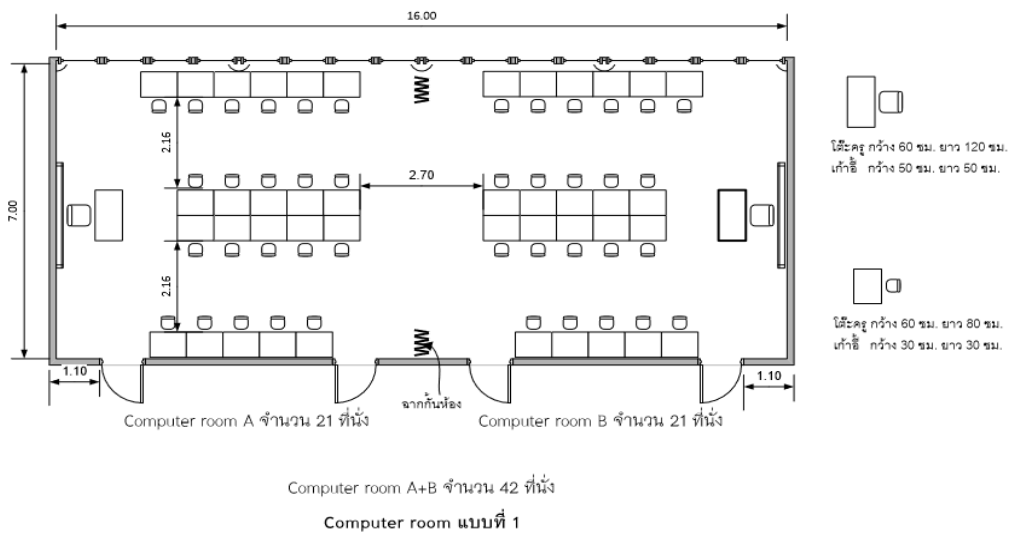 16.00
2.16
2.70
7.00
2.16
1.10
1.10
ฉากกั้นห้อง
โต๊ะครู กว้าง 60 ซม. ยาว 120 ซม.
เก้าอี้ กว้าง 50 ซม. ยาว 50 ซม.
โต๊ะครู กว้าง 60 ซม. ยาว 80 ซม.
เก้าอี้ กว้าง 30 ซม. ยาว 30 ซม.
Computer room A จำนวน 21 ที่นั่ง
Computer room B จำนวน 21 ที่นั่ง
Computer room A+B จำนวน 42 ที่นั่ง
Computer room แบบที่ 1